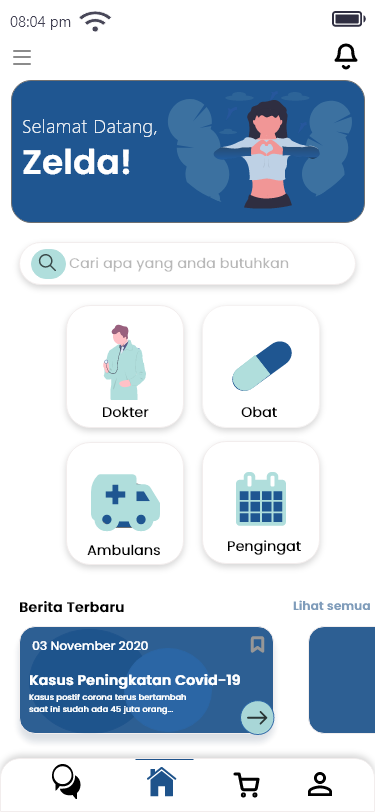 08:04 pm
Selamat Datang,
Zelda!
Cari apa yang anda butuhkan
Dokter
Obat
Ambulans
Pengingat
Berita Terbaru
Lihat semua
03 November 2020
Kasus Peningkatan Covid-19
Kasus postif corona terus bertambah
saat ini sudah ada 45 juta orang...